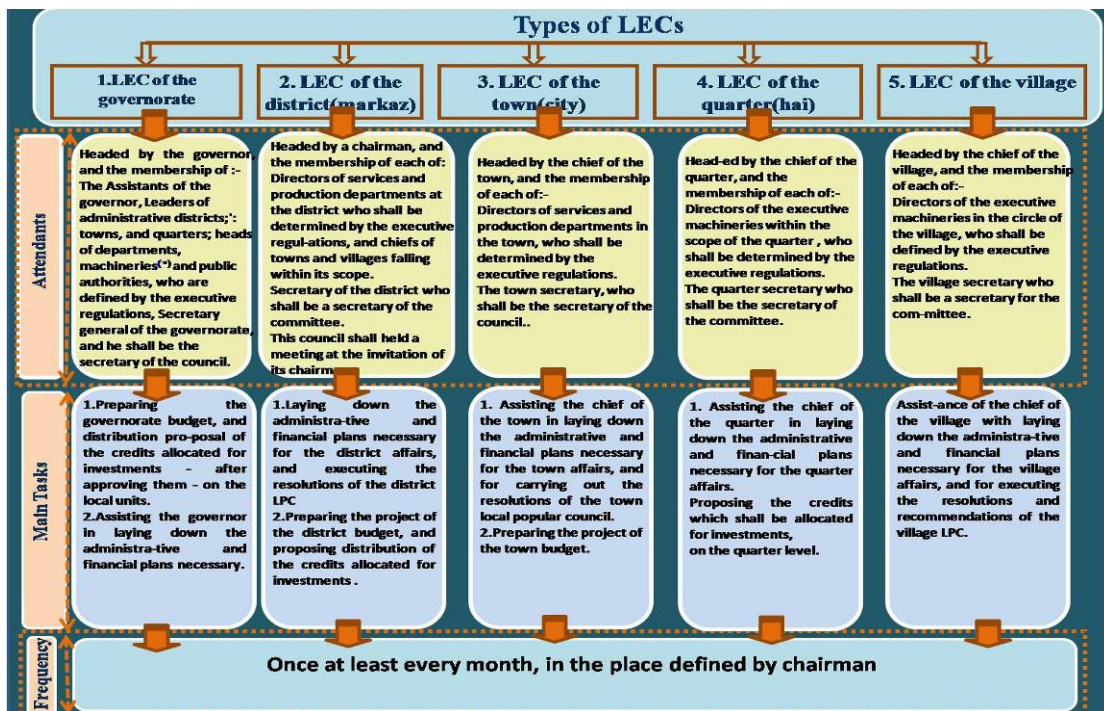 Types of LECs
1.LEC of the
governorate
2. LEC of the
district(markaz)
3. LEC of the
town(city)
4. LEC of the
quarter(hai)
5. LEC of the village
Attendants
Headed by the governor,
and the membership of :-
The Assistants of the
governor, Leaders of
administrative districts;':
towns, and quarters; heads
of departments,
machineries(*) and public
authorities, who are
defined by the executive
regulations, Secretary
general of the governorate,
and he shall be the
secretary of the council.
Headed by a chairman, and
the membership of each of:
Directors of services and
production departments at
the district who shall be
determined by the executive
regul-ations, and chiefs of
towns and villages falling
within its scope.
Secretary of the district who
shall be a secretary of the
committee.
This council shall held a
meeting at the invitation of
its chairm
Headed by the chief of the
town, and the membership
of each of:-
Directors of services and
production departments in
the town, who shall be
determined by the
executive regulations.
The town secretary, who
shall be the secretary of the
council..
Head-ed by the chief of the
quarter, and the
membership of each of:-
Directors of the executive
machineries within the
scope of the quarter , who
shall be determined by the
executive regulations.
The quarter secretary who
shall be the secretary of
the committee.
Headed by the chief of the
village, and the membership
of each of:-
Directors of the executive
machineries in the circle of
the village, who shall be
defined by the executive
regulations.
The village secretary who
shall be a secretary for the
com-mittee.
Main Tasks
1.Preparing the
governorate budget, and
distribution pro-posal of
the credits allocated for
investments - after
approving them – on the
local units.
2.Assisting the governor
in laying down the
administra-tive and
financial plans necessary.
1.Laying down the
administra-tive and
financial plans necessary
for the district affairs,
and executing the
resolutions of the district
LPC
2.Preparing the project of
the district budget, and
proposing distribution of
the credits allocated for
investments .
1. Assisting the chief of
the town in laying down
the administrative and
financial plans necessary
for the town affairs, and
for carrying out the
resolutions of the town
local popular council.
2.Preparing the project of
the town budget.
1. Assisting the chief of
the quarter in laying
down the administrative
and finan-cial plans
necessary for the quarter
affairs.
Proposing the credits
which shall be allocated
for investments,
on the quarter level.
Assist-ance of the chief of
the village with laying
down the administra-tive
and financial plans
necessary for the village
affairs, and for executing
the resolutions and
recommendations of the
village LPC.
Frequency
Once at least every month, in the place defined by chairman